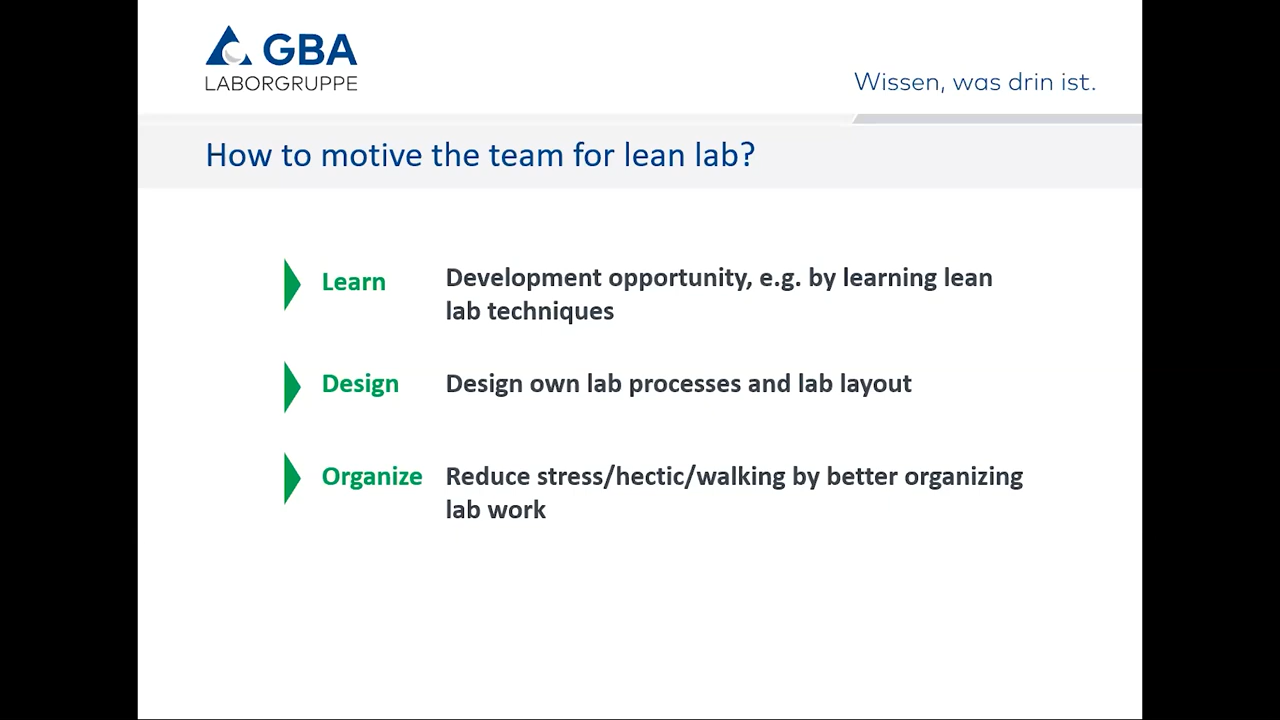 GBA
LABORGRUPPE
Wissen, was drin ist.
How to motive the team for lean lab?
Learn
Development opportunity, e.g. by learning lean
lab techniques
Design
Design own lab processes and lab layout
Organize
Reduce stress/hectic/walking by better organizing
lab work